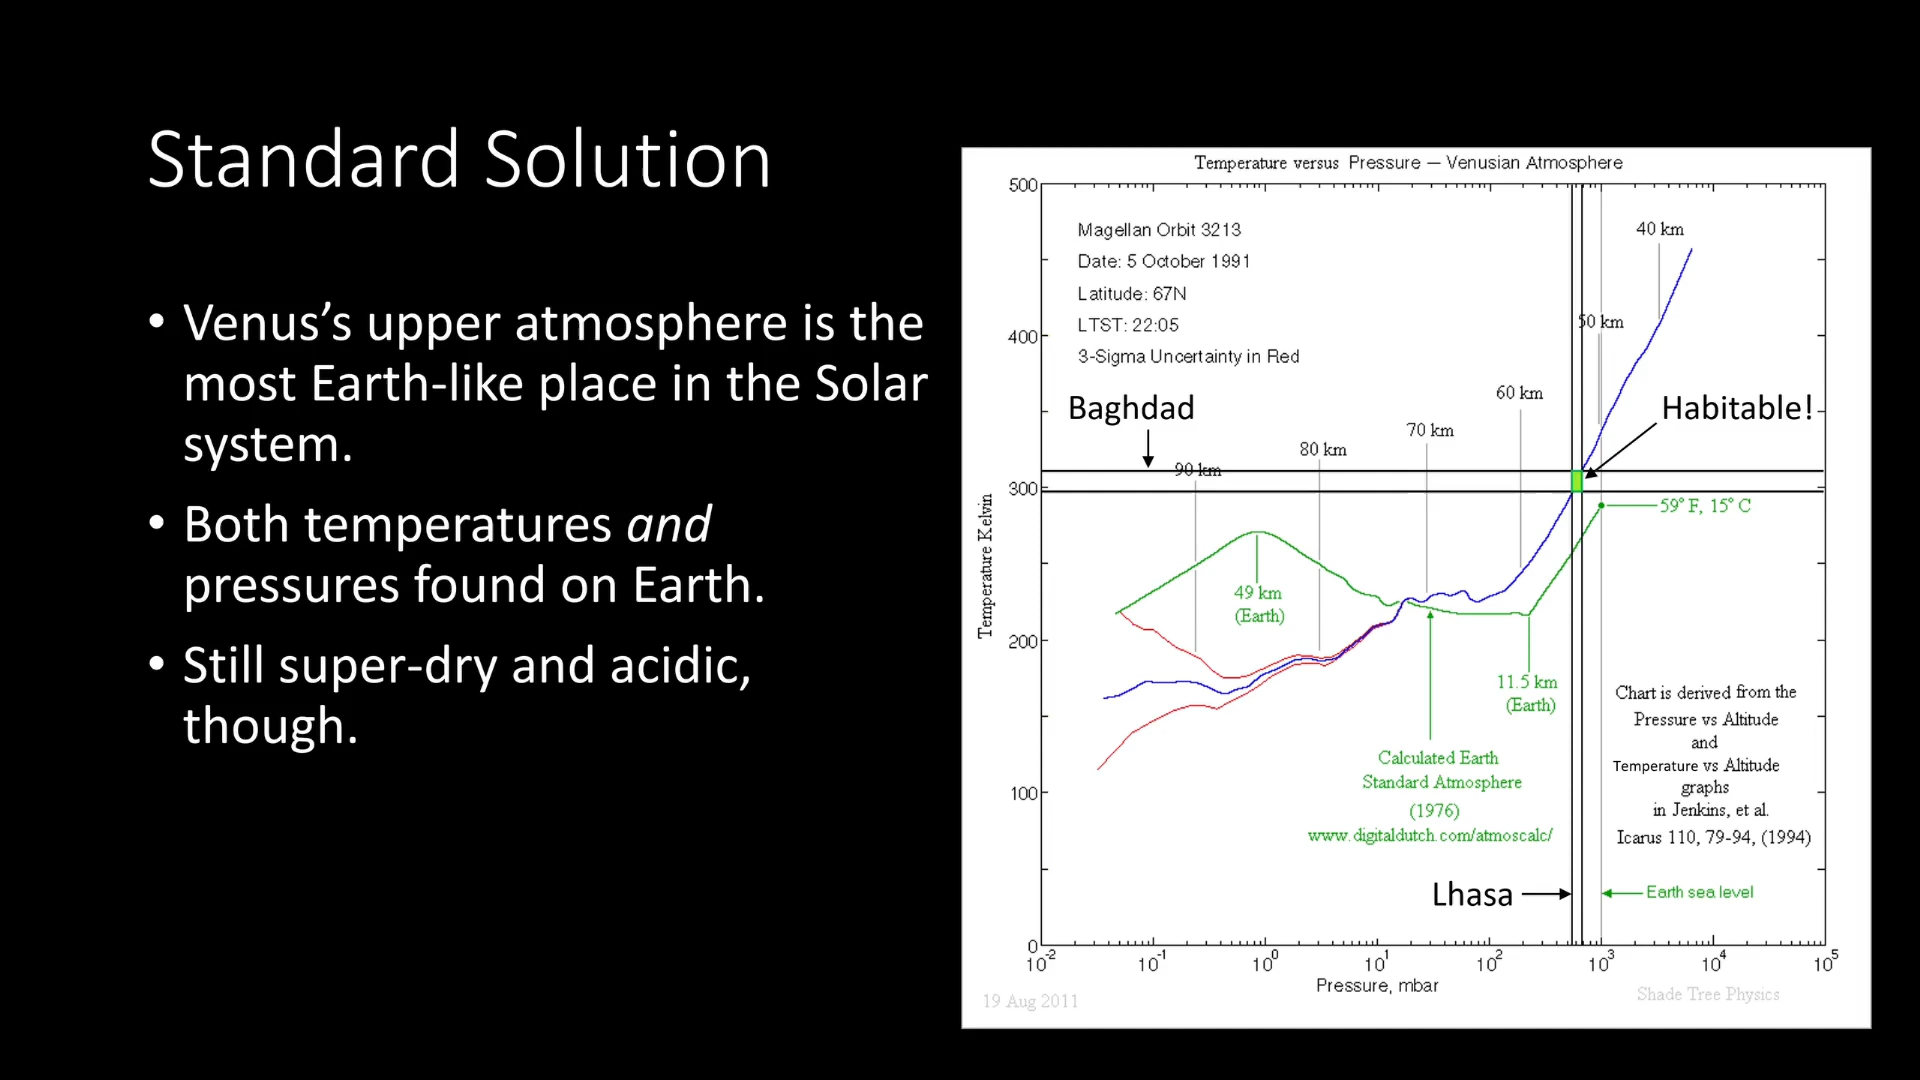 Standard Solution
• Venus’s upper atmosphere is the
most Earth-like place in the Solar
system.
• Both temperatures and
pressures found on Earth.
• Still super-dry and acidic,
though.
Temperature versus Pressure — Venusian Atmosphere
500
400
300
200
100
0
Temperature Kelvin
Magellan Orbit 3213
Date: 5 October 1991
Latitude: 67N
LTST: 22:05
3-Sigma Uncertainty in Red
40 km
50 km
60 km
70 km
80 km
90 km
Baghdad
Habitable!
59° F, 15° C
49 km
(Earth)
11.5 km
(Earth)
Calculated Earth
Standard Atmosphere
(1976)
www.digitaldutch.com/atmoscalc/
Chart is derived from the
Pressure vs Altitude
and
Temperature vs Altitude
graphs
in Jenkins, et al.
Icarus 110, 79-94, (1994)
Lhasa
Earth sea level
10-2 10-1 100 101 102 103 104 105
Pressure, mbar
19 Aug 2011
Shade Tree Physics